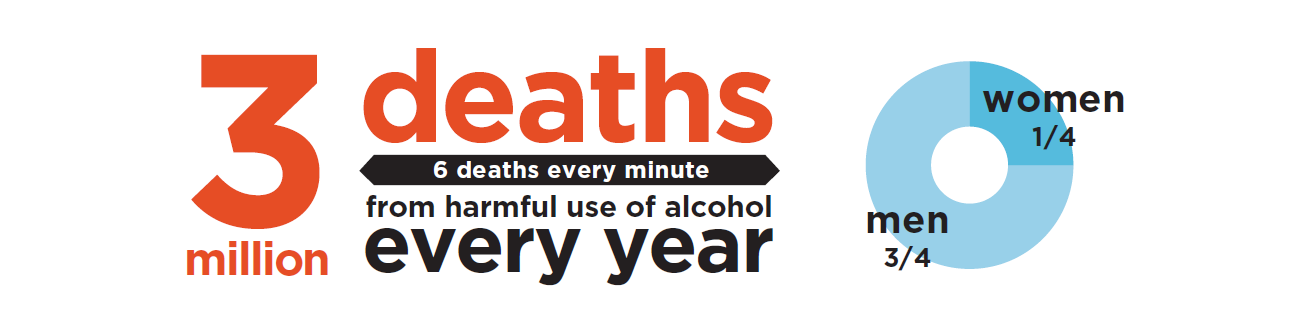 3
million
deaths
6 deaths every minute
from harmful use of alcohol
every year
women
1/4
men
3/4